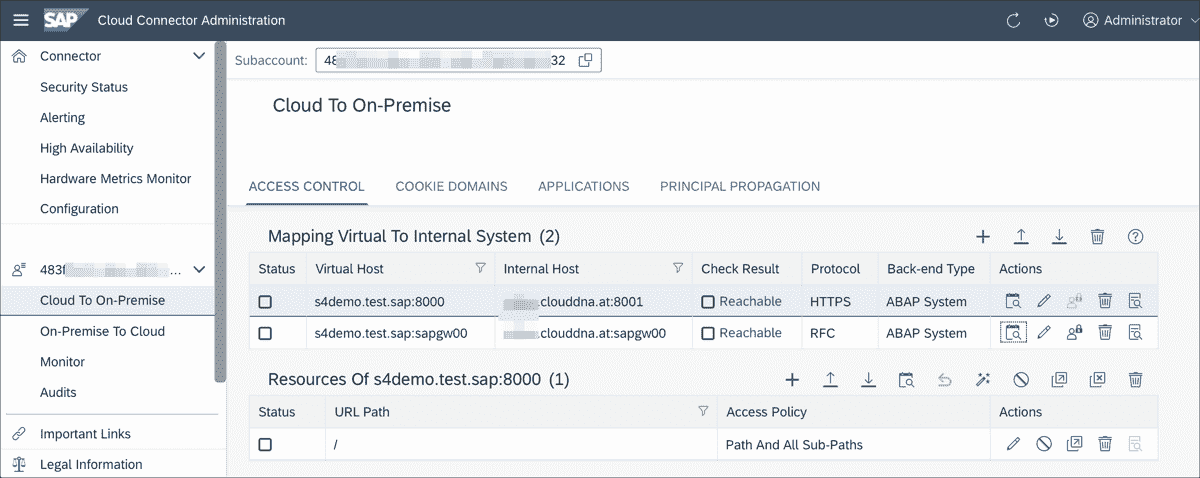 SAP Cloud Connector Administration Administrator
Connector
Security Status
Alerting
High Availability
Hardware Metrics Monitor
Configuration
Cloud To On-Premise
On-Premise To Cloud
Monitor
Audits
Important Links
Legal Information
Subaccount: 48 32
Cloud To On-Premise
ACCESS CONTROL COOKIE DOMAINS APPLICATIONS PRINCIPAL PROPAGATION
Mapping Virtual To Internal System (2)
Status Virtual Host Internal Host Check Result Protocol Back-end Type Actions
s4demo.test.sap:8000 .clouddna.at:8001 Reachable HTTPS ABAP System
s4demo.test.sap:sapgw00 .clouddna.at:sapgw00 Reachable RFC ABAP System
Resources Of s4demo.test.sap:8000 (1)
Status URL Path Access Policy Actions
/ Path And All Sub-Paths